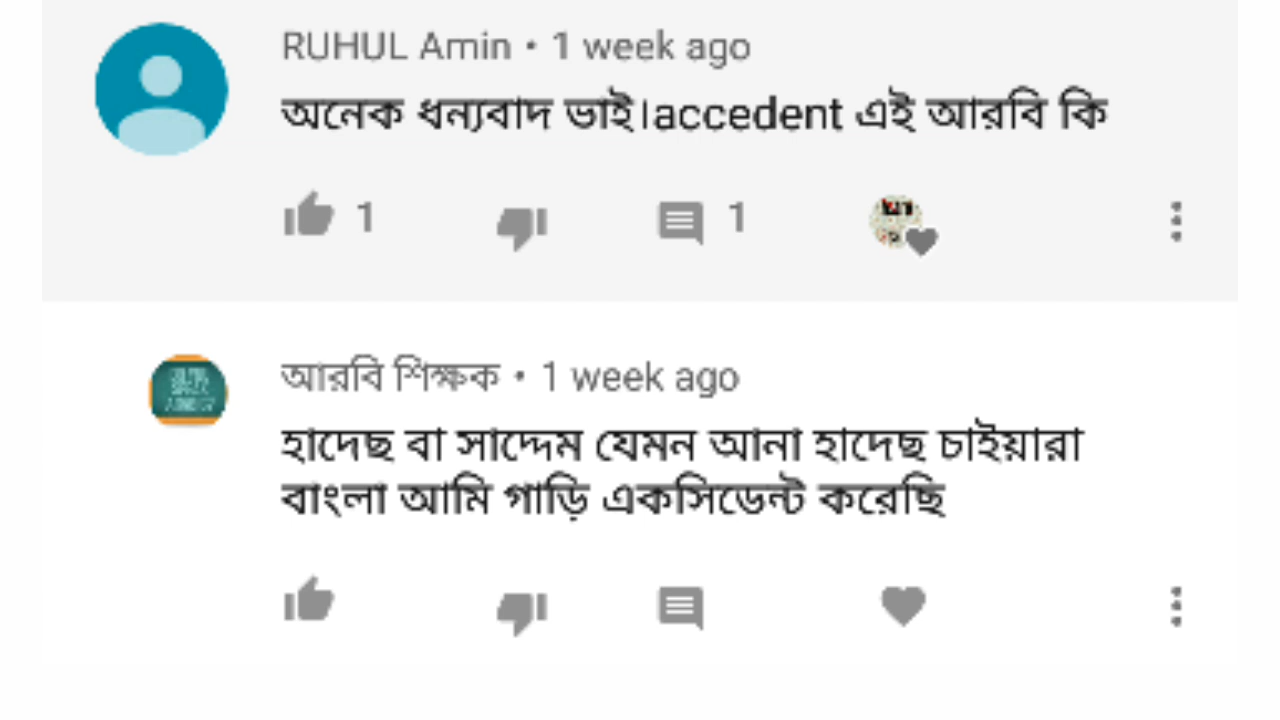 RUHUL Amin • 1 week ago
অনেক ধন্যবাদ ভাই।accedent এই আরবি কি
1 1
আরবি শিক্ষক • 1 week ago
হাদেছ বা সাদ্দেম যেমন আনা হাদেছ চাইয়ারা
বাংলা আমি গাড়ি একসিডেন্ট করেছি